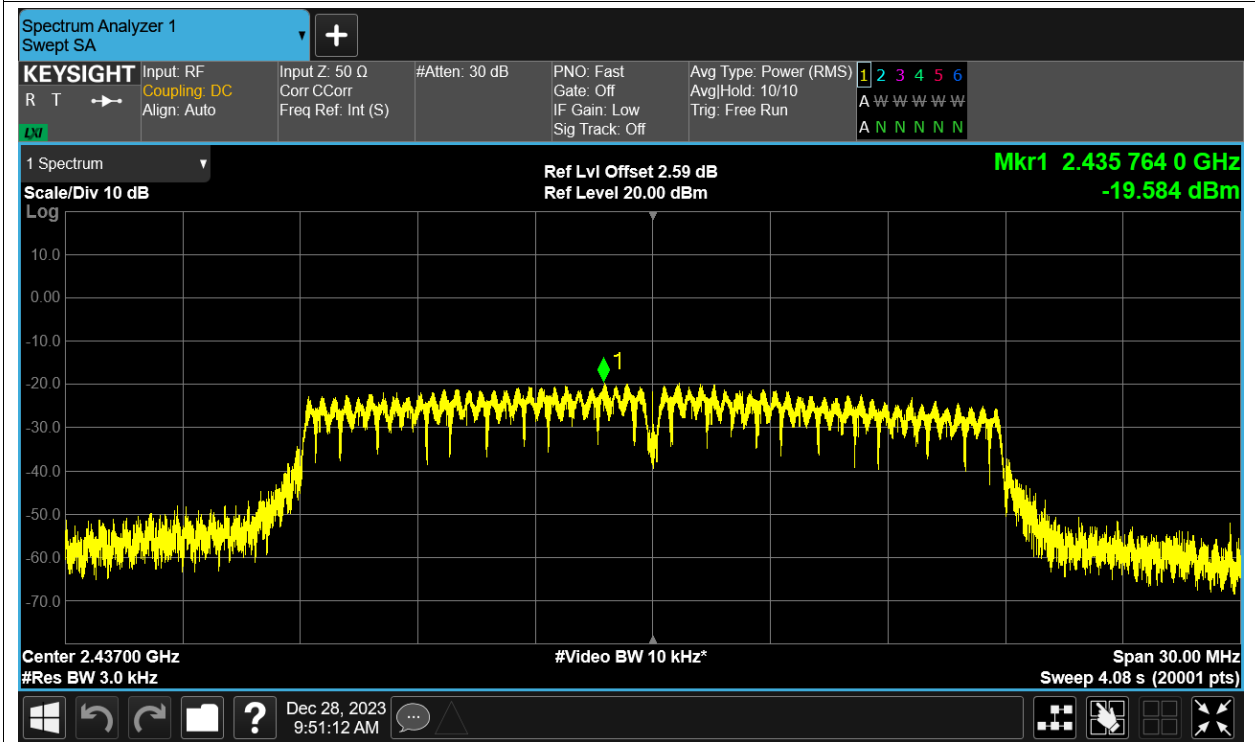 Spectrum Analyzer 1
Swept SA
+
KEYSIGHT
R T
LXI
Input: RF
Coupling: DC
Align: Auto
Input Z: 50 Ω
Corr CCorr
Freq Ref: Int (S)
#Atten: 30 dB
PNO: Fast
Gate: Off
IF Gain: Low
Sig Track: Off
Avg Type: Power (RMS)
Avg|Hold: 10/10
Trig: Free Run
1 2 3 4 5 6
A W W W W W
A N N N N N
1 Spectrum
Scale/Div 10 dB
Ref Lvl Offset 2.59 dB
Ref Level 20.00 dBm
Mkr1 2.435 764 0 GHz
-19.584 dBm
Log
10.0
0.00
-10.0
-20.0
-30.0
-40.0
-50.0
-60.0
-70.0
1
Center 2.43700 GHz
#Res BW 3.0 kHz
#Video BW 10 kHz*
Span 30.00 MHz
Sweep 4.08 s (20001 pts)
?
Dec 28, 2023
9:51:12 AM